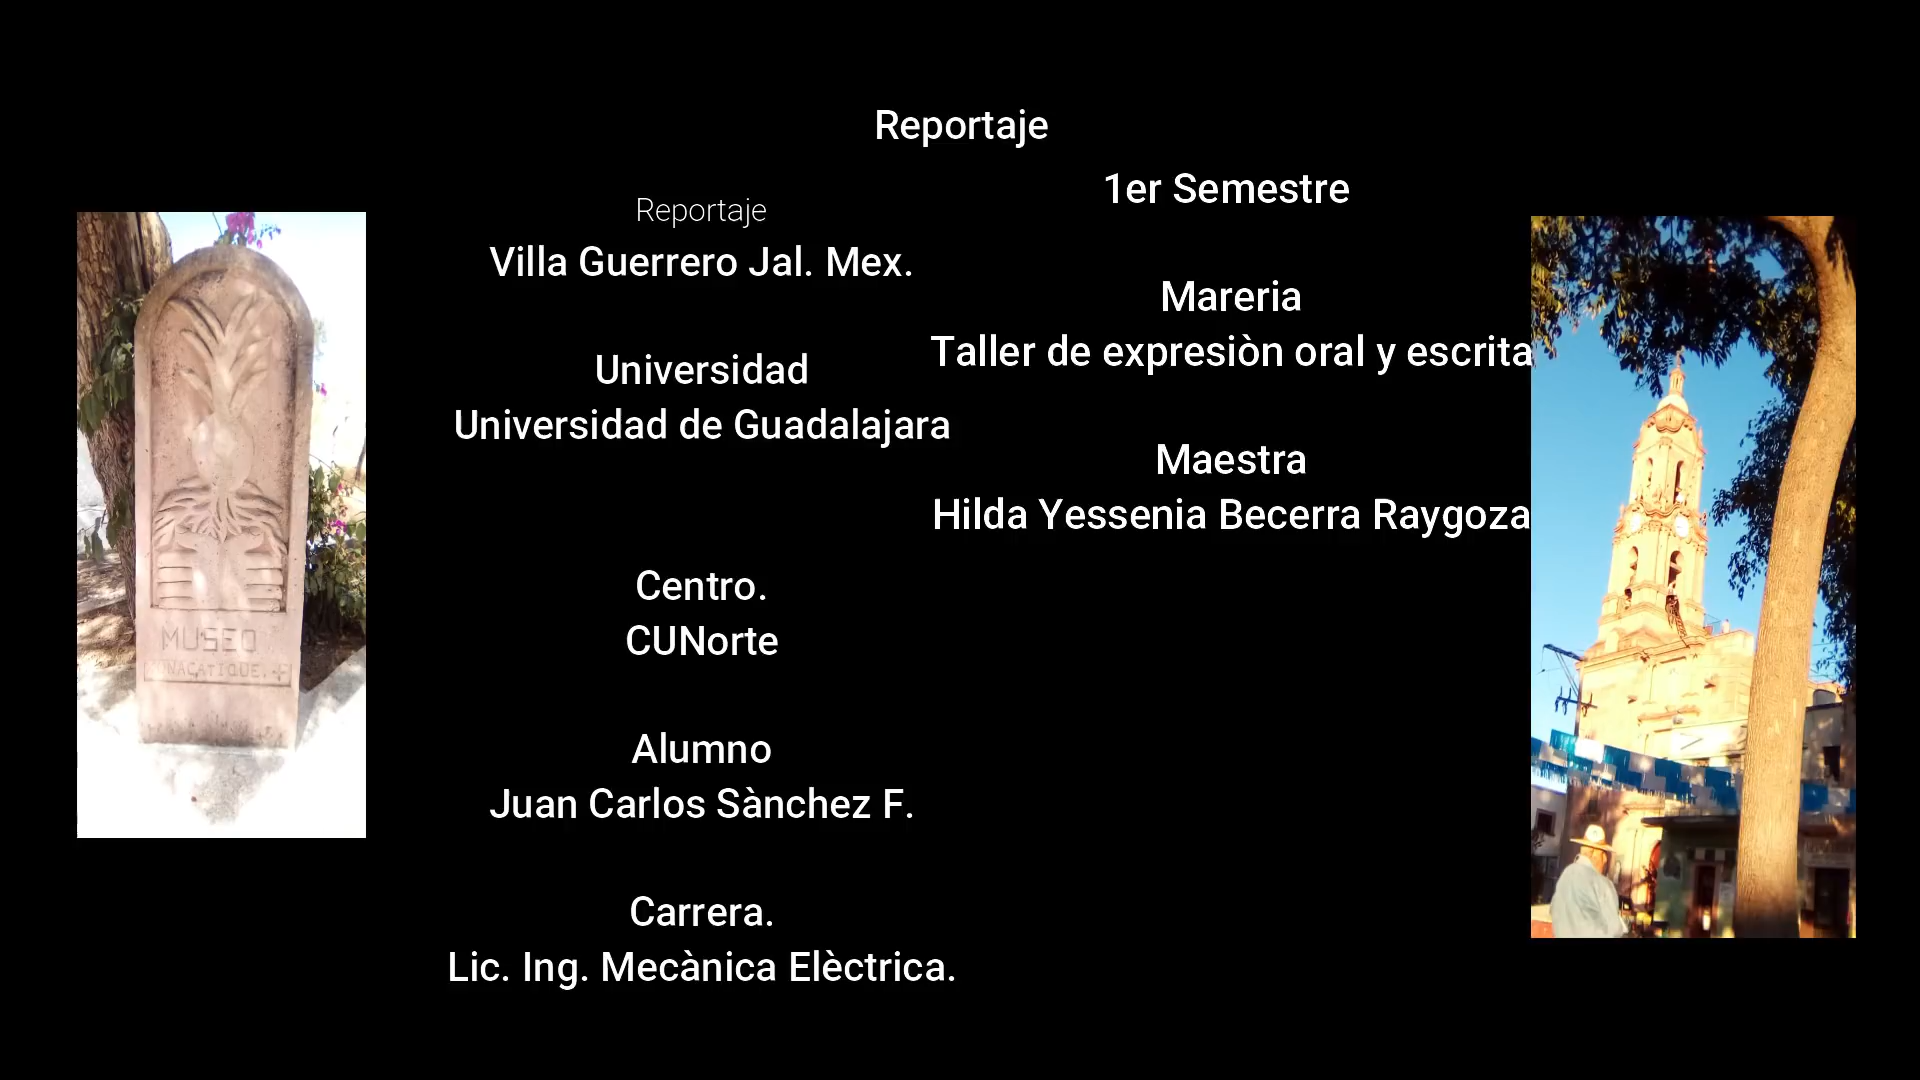 Reportaje
Reportaje
Villa Guerrero Jal. Mex.
Universidad
Universidad de Guadalajara
Centro.
CUNorte
Alumno
Juan Carlos Sànchez F.
Carrera.
Lic. Ing. Mecànica Elèctrica.
1er Semestre
Mareria
Taller de expresiòn oral y escrita
Maestra
Hilda Yessenia Becerra Raygoza
MUSEO